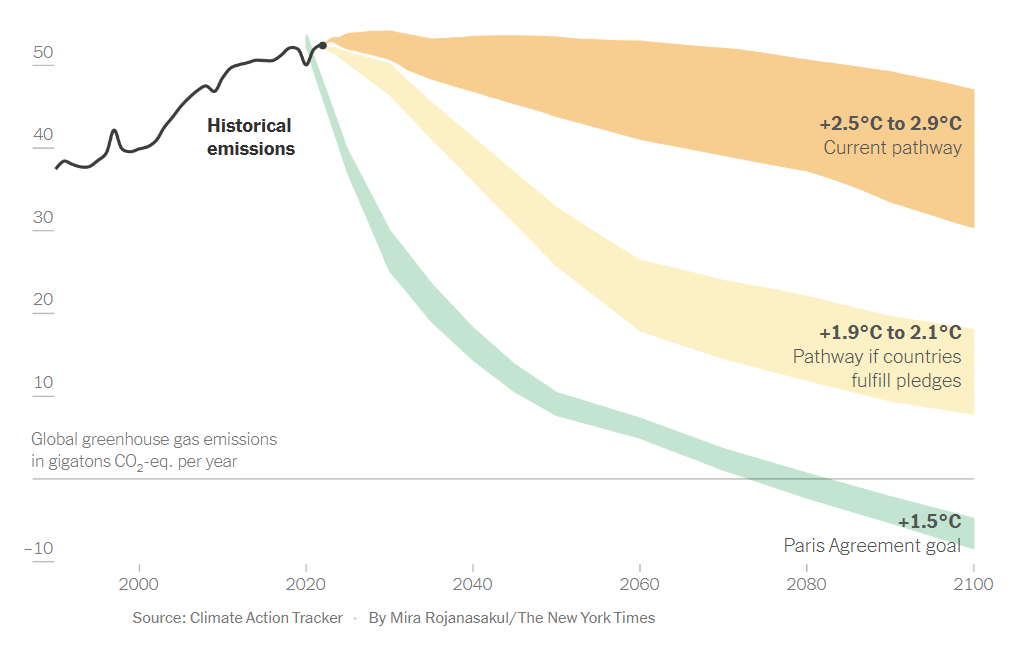 50
40
30
20
10
Historical
emissions
+2.5°C to 2.9°C
Current pathway
+1.9°C to 2.1°C
Pathway if countries
fulfill pledges
Global greenhouse gas emissions
in gigatons CO₂-eq. per year
+1.5°C
Paris Agreement goal
–10
2000 2020 2040 2060 2080 2100
Source: Climate Action Tracker · By Mira Rojanasakul/The New York Times